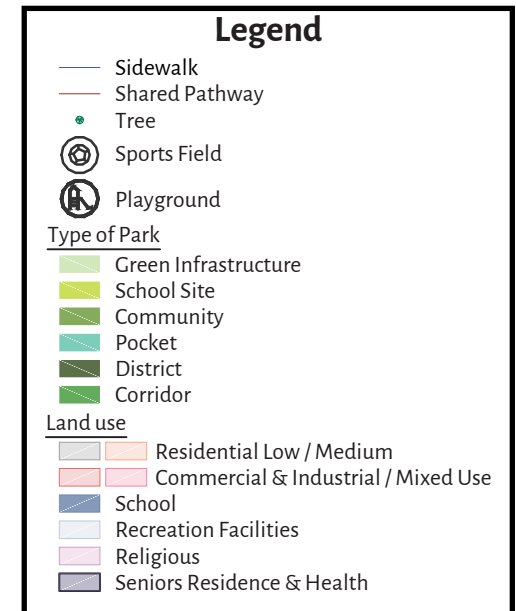 Legend
Sidewalk
Shared Pathway
Tree
Sports Field
Playground
Type of Park
Green Infrastructure
School Site
Community
Pocket
District
Corridor
Land use
Residential Low / Medium
Commercial & Industrial / Mixed Use
School
Recreation Facilities
Religious
Seniors Residence & Health